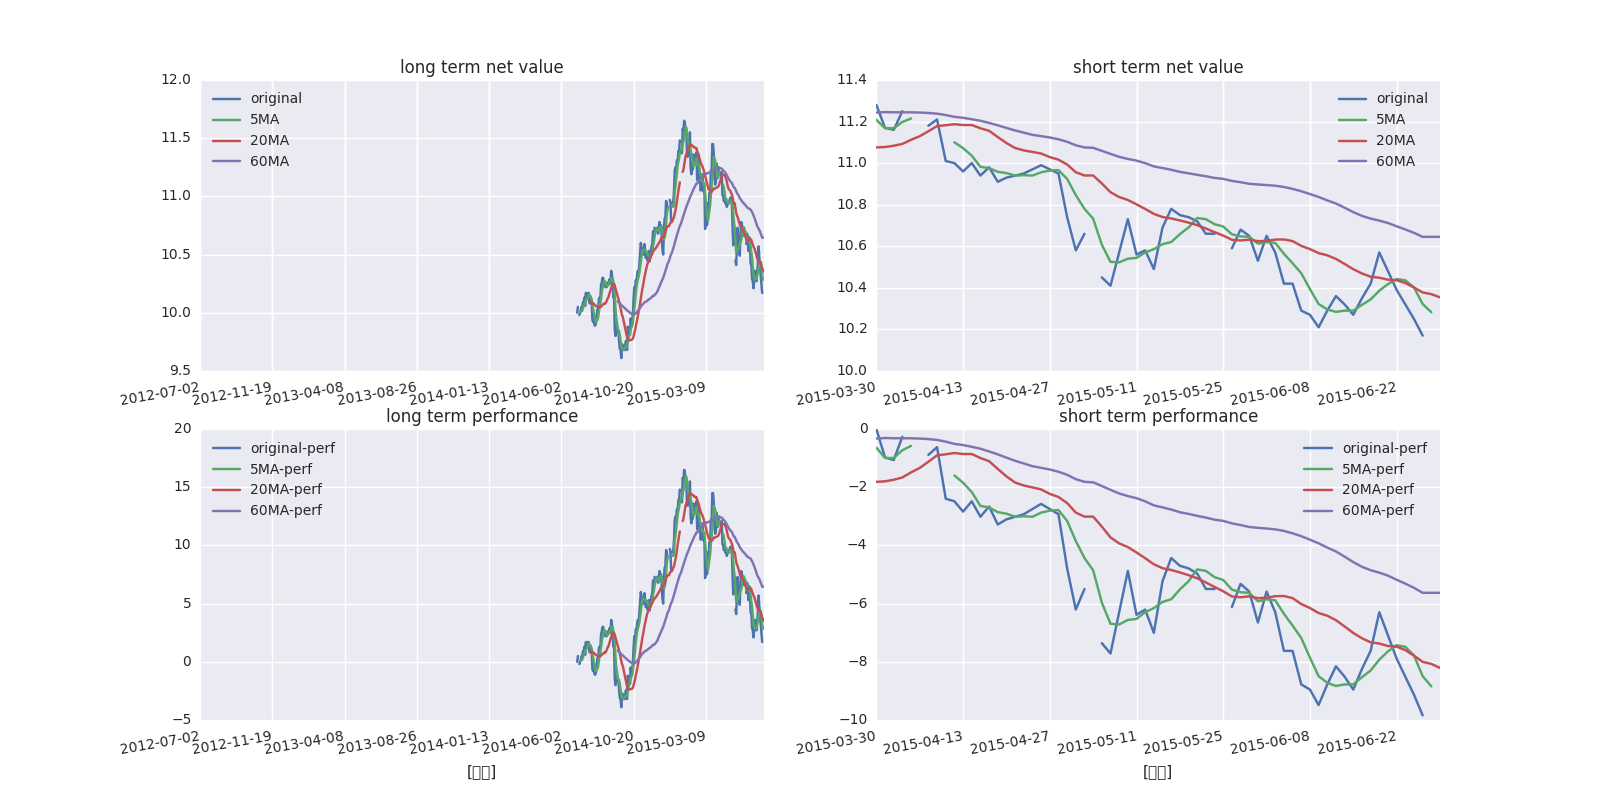 long term net value
12.0
11.5
11.0
10.5
10.0
9.5
original
5MA
20MA
60MA
2012-07-02 2012-11-19 2013-04-08 2013-08-26 2014-01-13 2014-06-02 2014-10-20 2015-03-09
short term net value
11.4
11.2
11.0
10.8
10.6
10.4
10.2
10.0
original
5MA
20MA
60MA
2015-03-30 2015-04-13 2015-04-27 2015-05-11 2015-05-25 2015-06-08 2015-06-22
long term performance
20
15
10
5
0
−5
original-perf
5MA-perf
20MA-perf
60MA-perf
2012-07-02 2012-11-19 2013-04-08 2013-08-26 2014-01-13 2014-06-02 2014-10-20 2015-03-09
short term performance
0
−2
−4
−6
−8
−10
original-perf
5MA-perf
20MA-perf
60MA-perf
2015-03-30 2015-04-13 2015-04-27 2015-05-11 2015-05-25 2015-06-08 2015-06-22